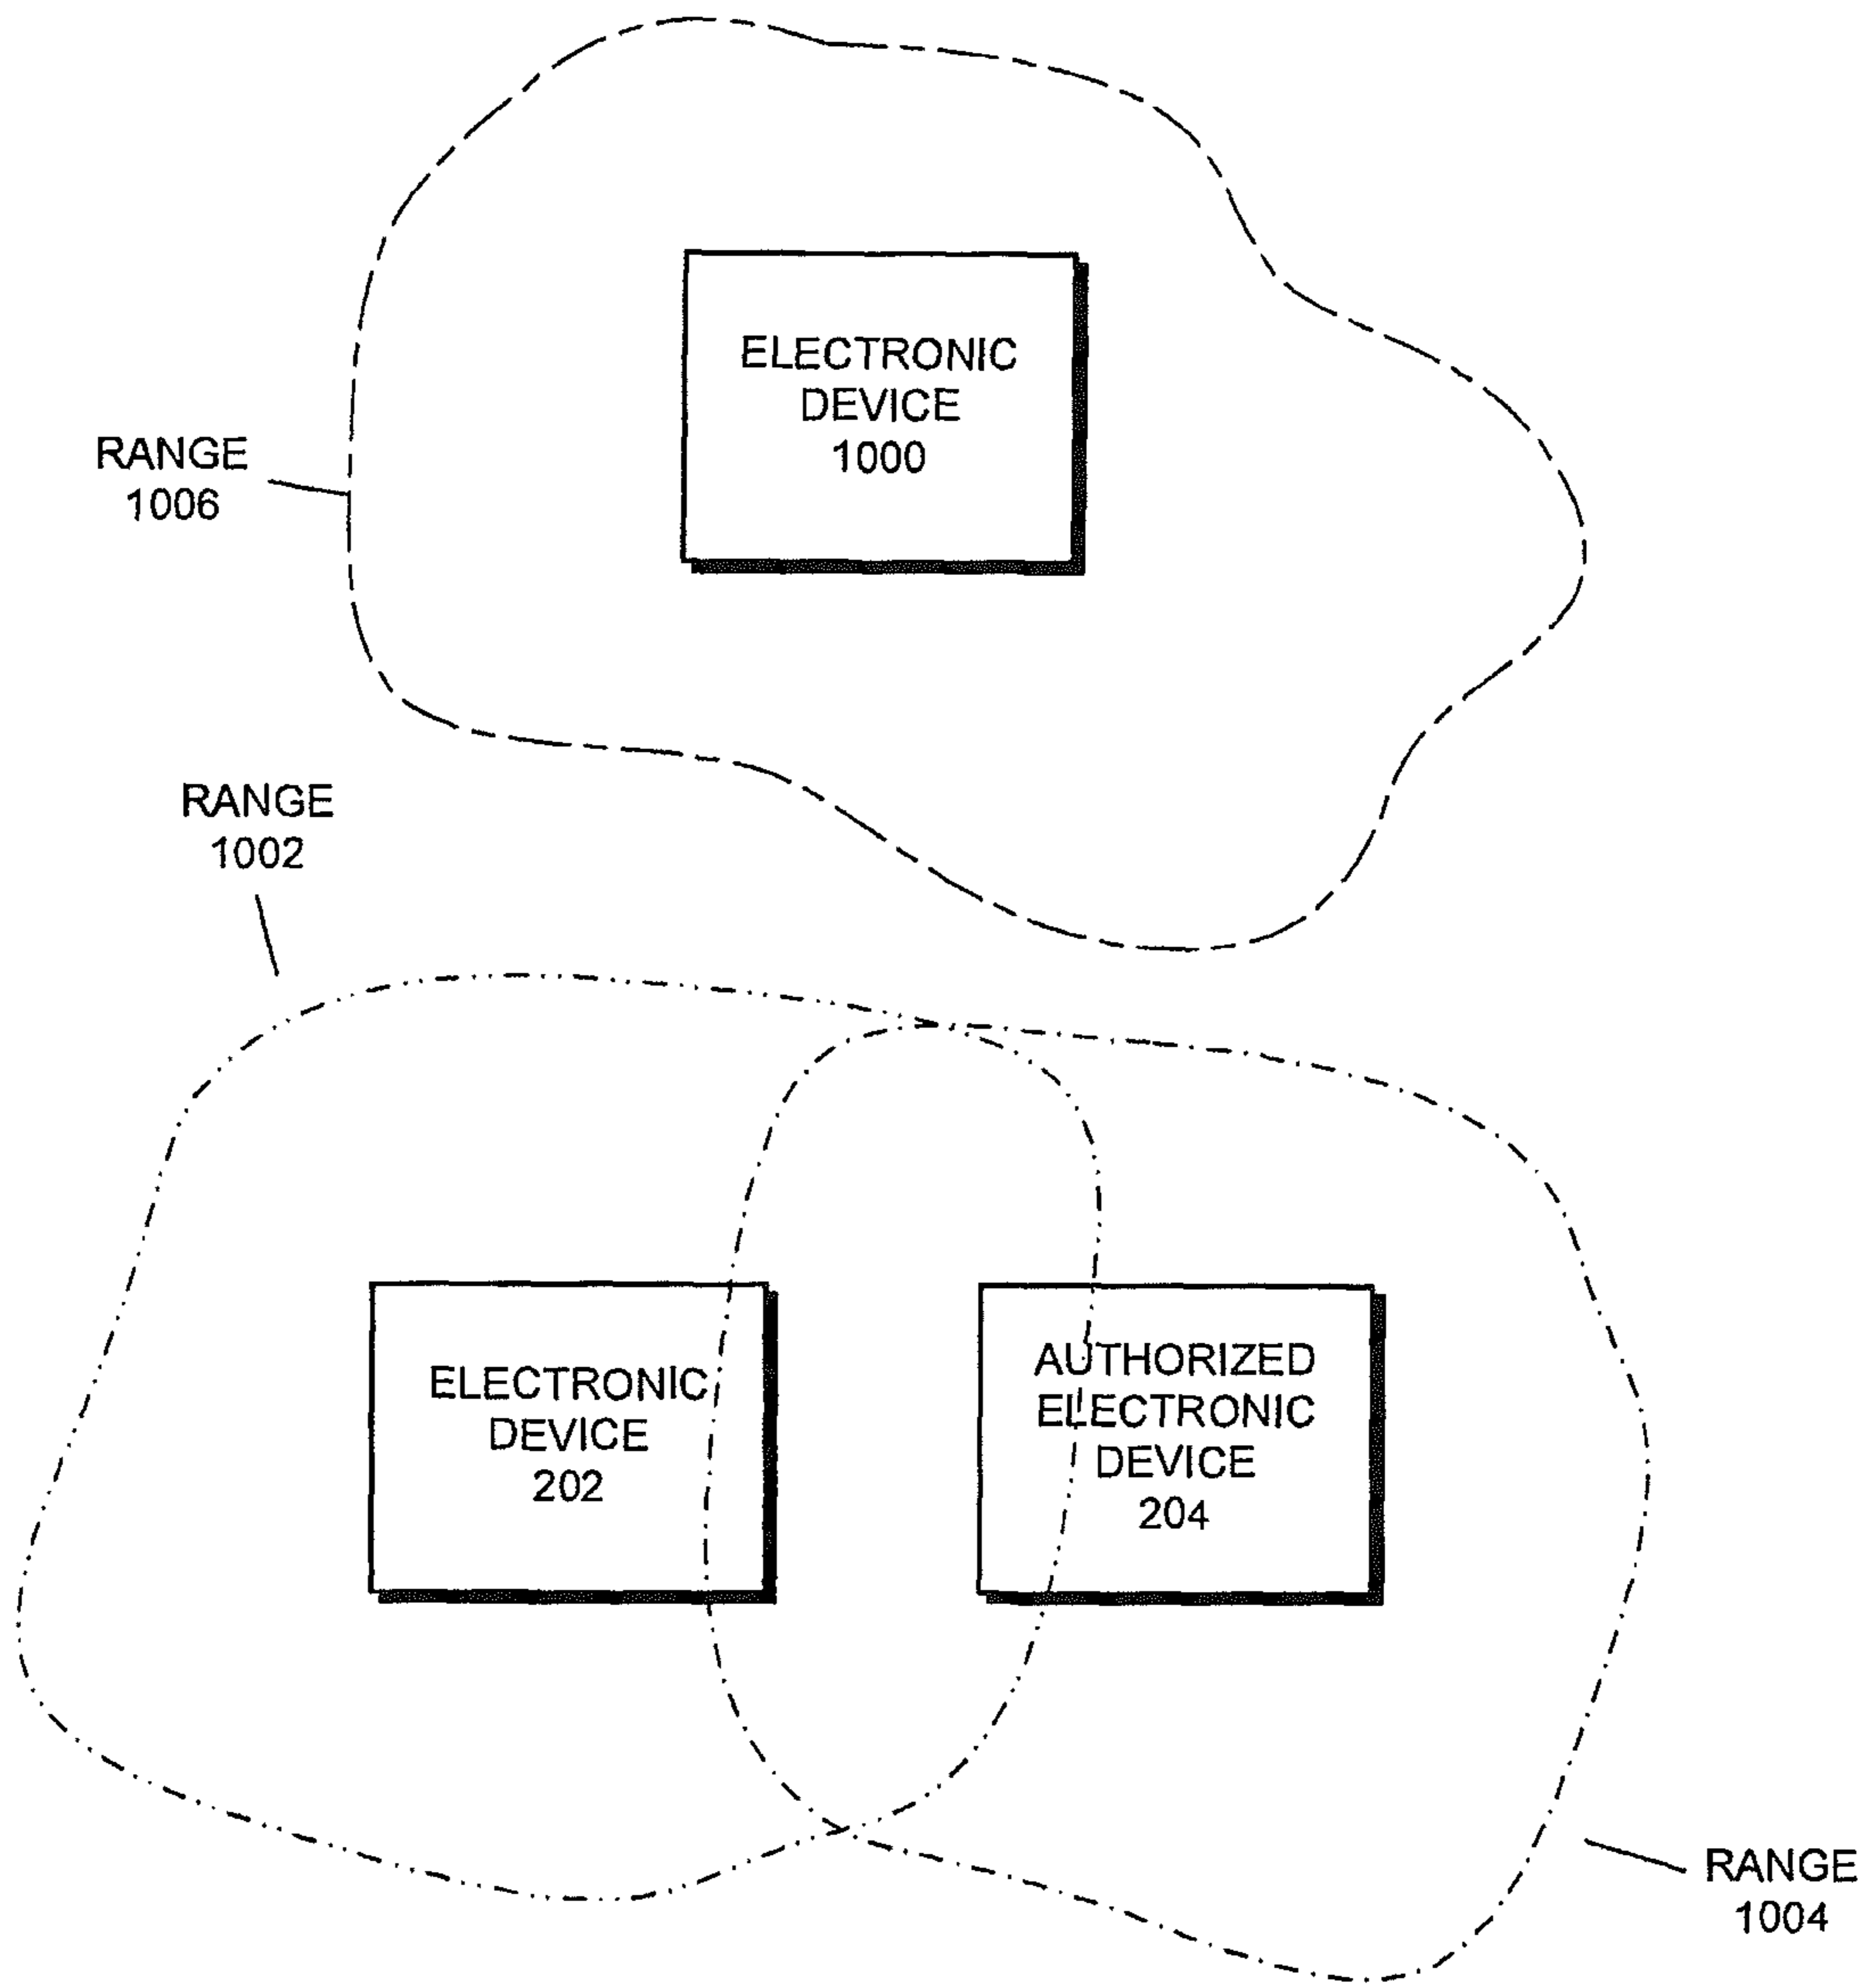 ELECTRONIC
DEVICE
1000
RANGE
1006
RANGE
1002
ELECTRONIC
DEVICE
202
AUTHORIZED
ELECTRONIC
DEVICE
204
RANGE
1004